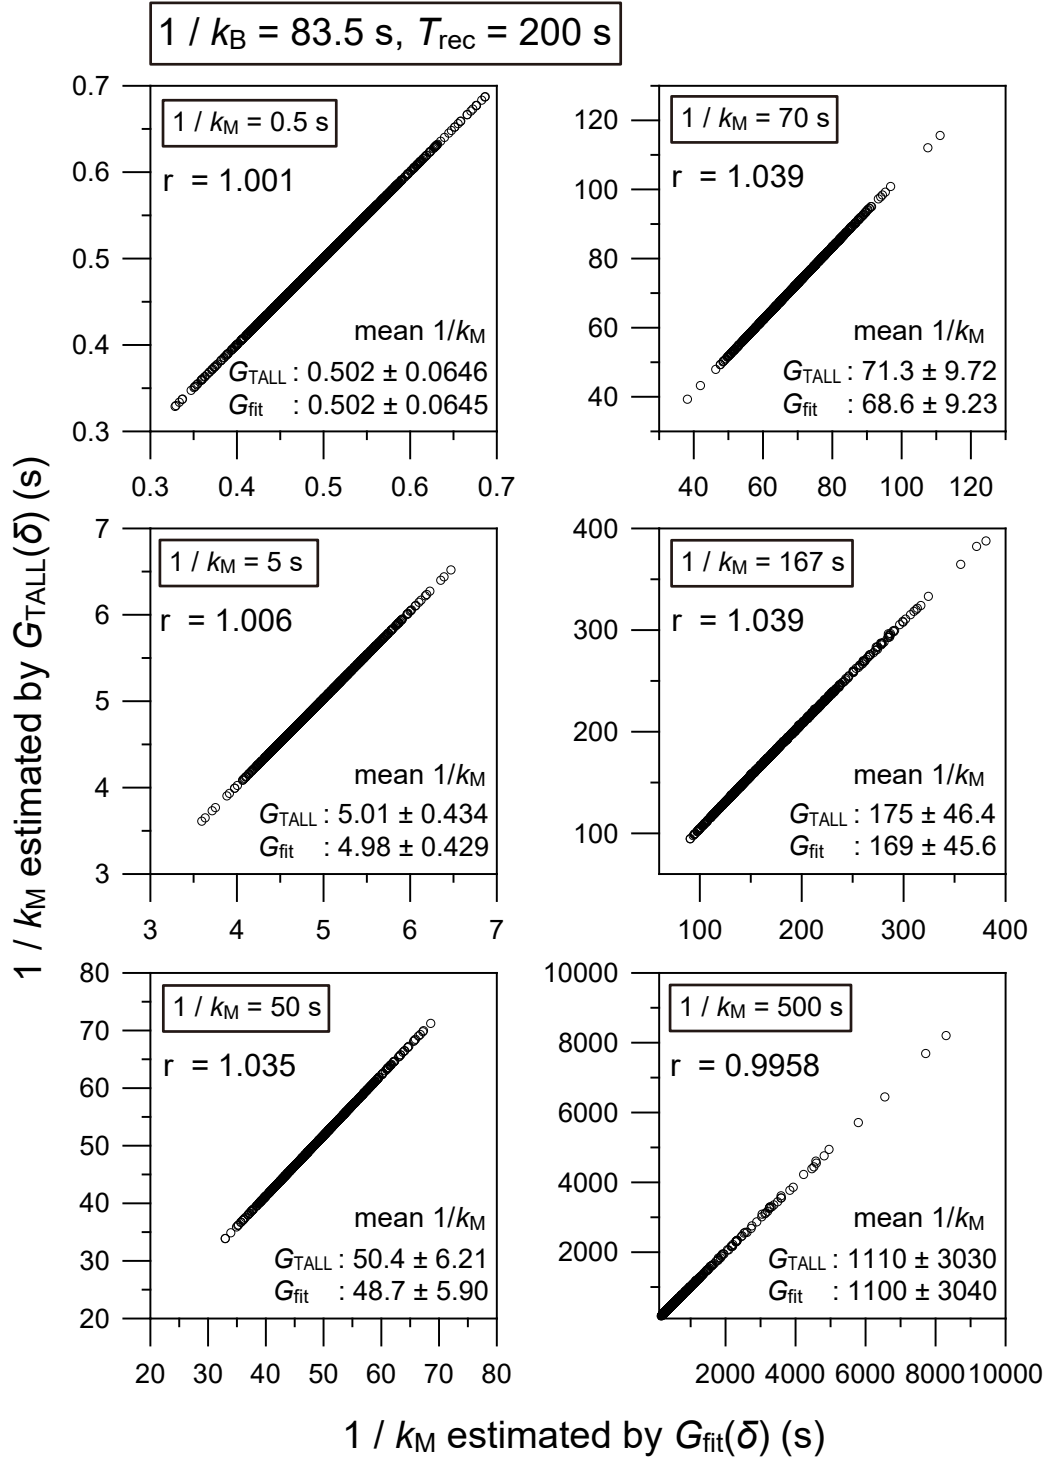 1 / kB = 83.5 s, Trec = 200 s
1 / kM estimated by GTALL(δ) (s)
0.7
0.6
0.5
0.4
0.3
1 / kM = 0.5 s
r = 1.001
mean 1/kM
GTALL : 0.502 ± 0.0646
Gfit : 0.502 ± 0.0645
0.3 0.4 0.5 0.6 0.7
120
100
80
60
40
1 / kM = 70 s
r = 1.039
mean 1/kM
GTALL : 71.3 ± 9.72
Gfit : 68.6 ± 9.23
40 60 80 100 120
7
6
5
4
3
1 / kM = 5 s
r = 1.006
mean 1/kM
GTALL : 5.01 ± 0.434
Gfit : 4.98 ± 0.429
3 4 5 6 7
400
300
200
100
1 / kM = 167 s
r = 1.039
mean 1/kM
GTALL : 175 ± 46.4
Gfit : 169 ± 45.6
100 200 300 400
80
70
60
50
40
30
20
1 / kM = 50 s
r = 1.035
mean 1/kM
GTALL : 50.4 ± 6.21
Gfit : 48.7 ± 5.90
20 30 40 50 60 70 80
10000
8000
6000
4000
2000
1 / kM = 500 s
r = 0.9958
mean 1/kM
GTALL : 1110 ± 3030
Gfit : 1100 ± 3040
2000 4000 6000 8000 10000
1 / kM estimated by Gfit(δ) (s)